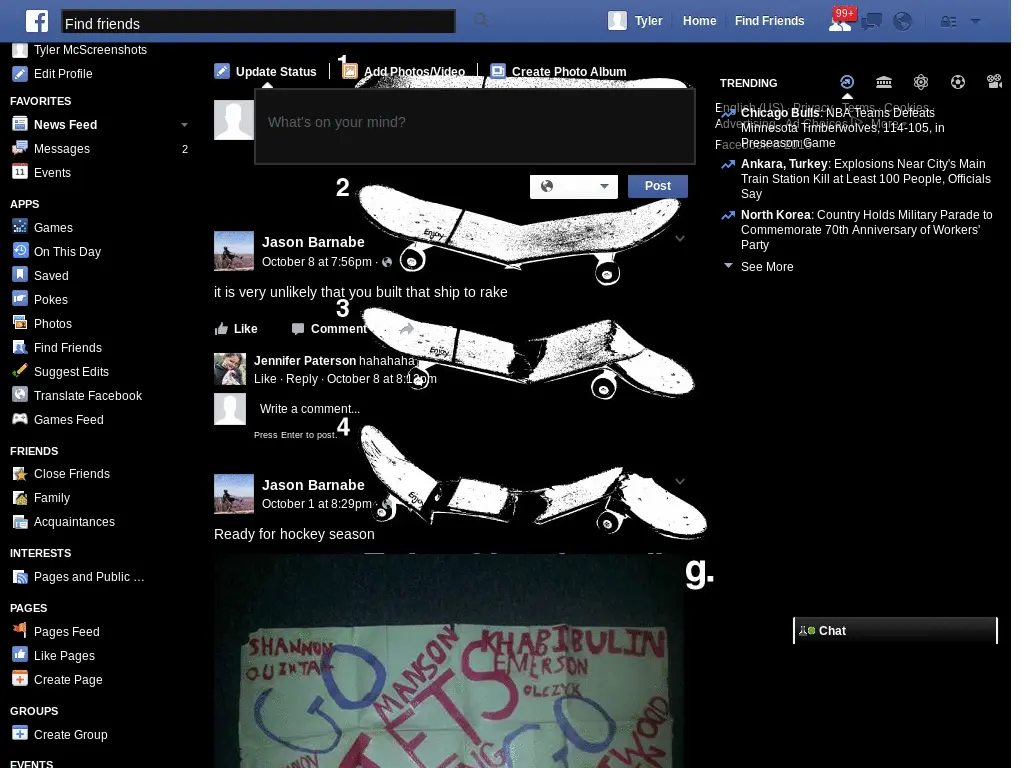 Find friends
Tyler
Home
Find Friends
99+
Tyler McScreenshots
Edit Profile
FAVORITES
News Feed
Messages 2
Events
APPS
Games
On This Day
Saved
Pokes
Photos
Find Friends
Suggest Edits
Translate Facebook
Games Feed
FRIENDS
Close Friends
Family
Acquaintances
INTERESTS
Pages and Public ...
PAGES
Pages Feed
Like Pages
Create Page
GROUPS
Create Group
EVENTS
1
Update Status
Add Photos/Video
Create Photo Album
What's on your mind?
Post
2
Enjoy
Jason Barnabe
October 8 at 7:56pm ·
it is very unlikely that you built that ship to rake
3
Enjoy
Like
Comment
Jennifer Paterson hahahaha
Like · Reply · October 8 at 8:12pm
Write a comment...
Press Enter to post.
4
Enjoy
Jason Barnabe
October 1 at 8:29pm ·
Ready for hockey season
g.
SHANNON
QUINTAL
MANSON
KHABIBULIN
EMERSON
OLCZYK
GO
JETS
GO
TRENDING
English (US) · Privacy · Terms · Cookies ·
Advertising · Ad Choices · More
Chicago Bulls: NBA Teams Defeats
Minnesota Timberwolves, 114-105, in
Preseason Game
Ankara, Turkey: Explosions Near City's Main
Train Station Kill at Least 100 People, Officials
Say
North Korea: Country Holds Military Parade to
Commemorate 70th Anniversary of Workers'
Party
See More
Chat